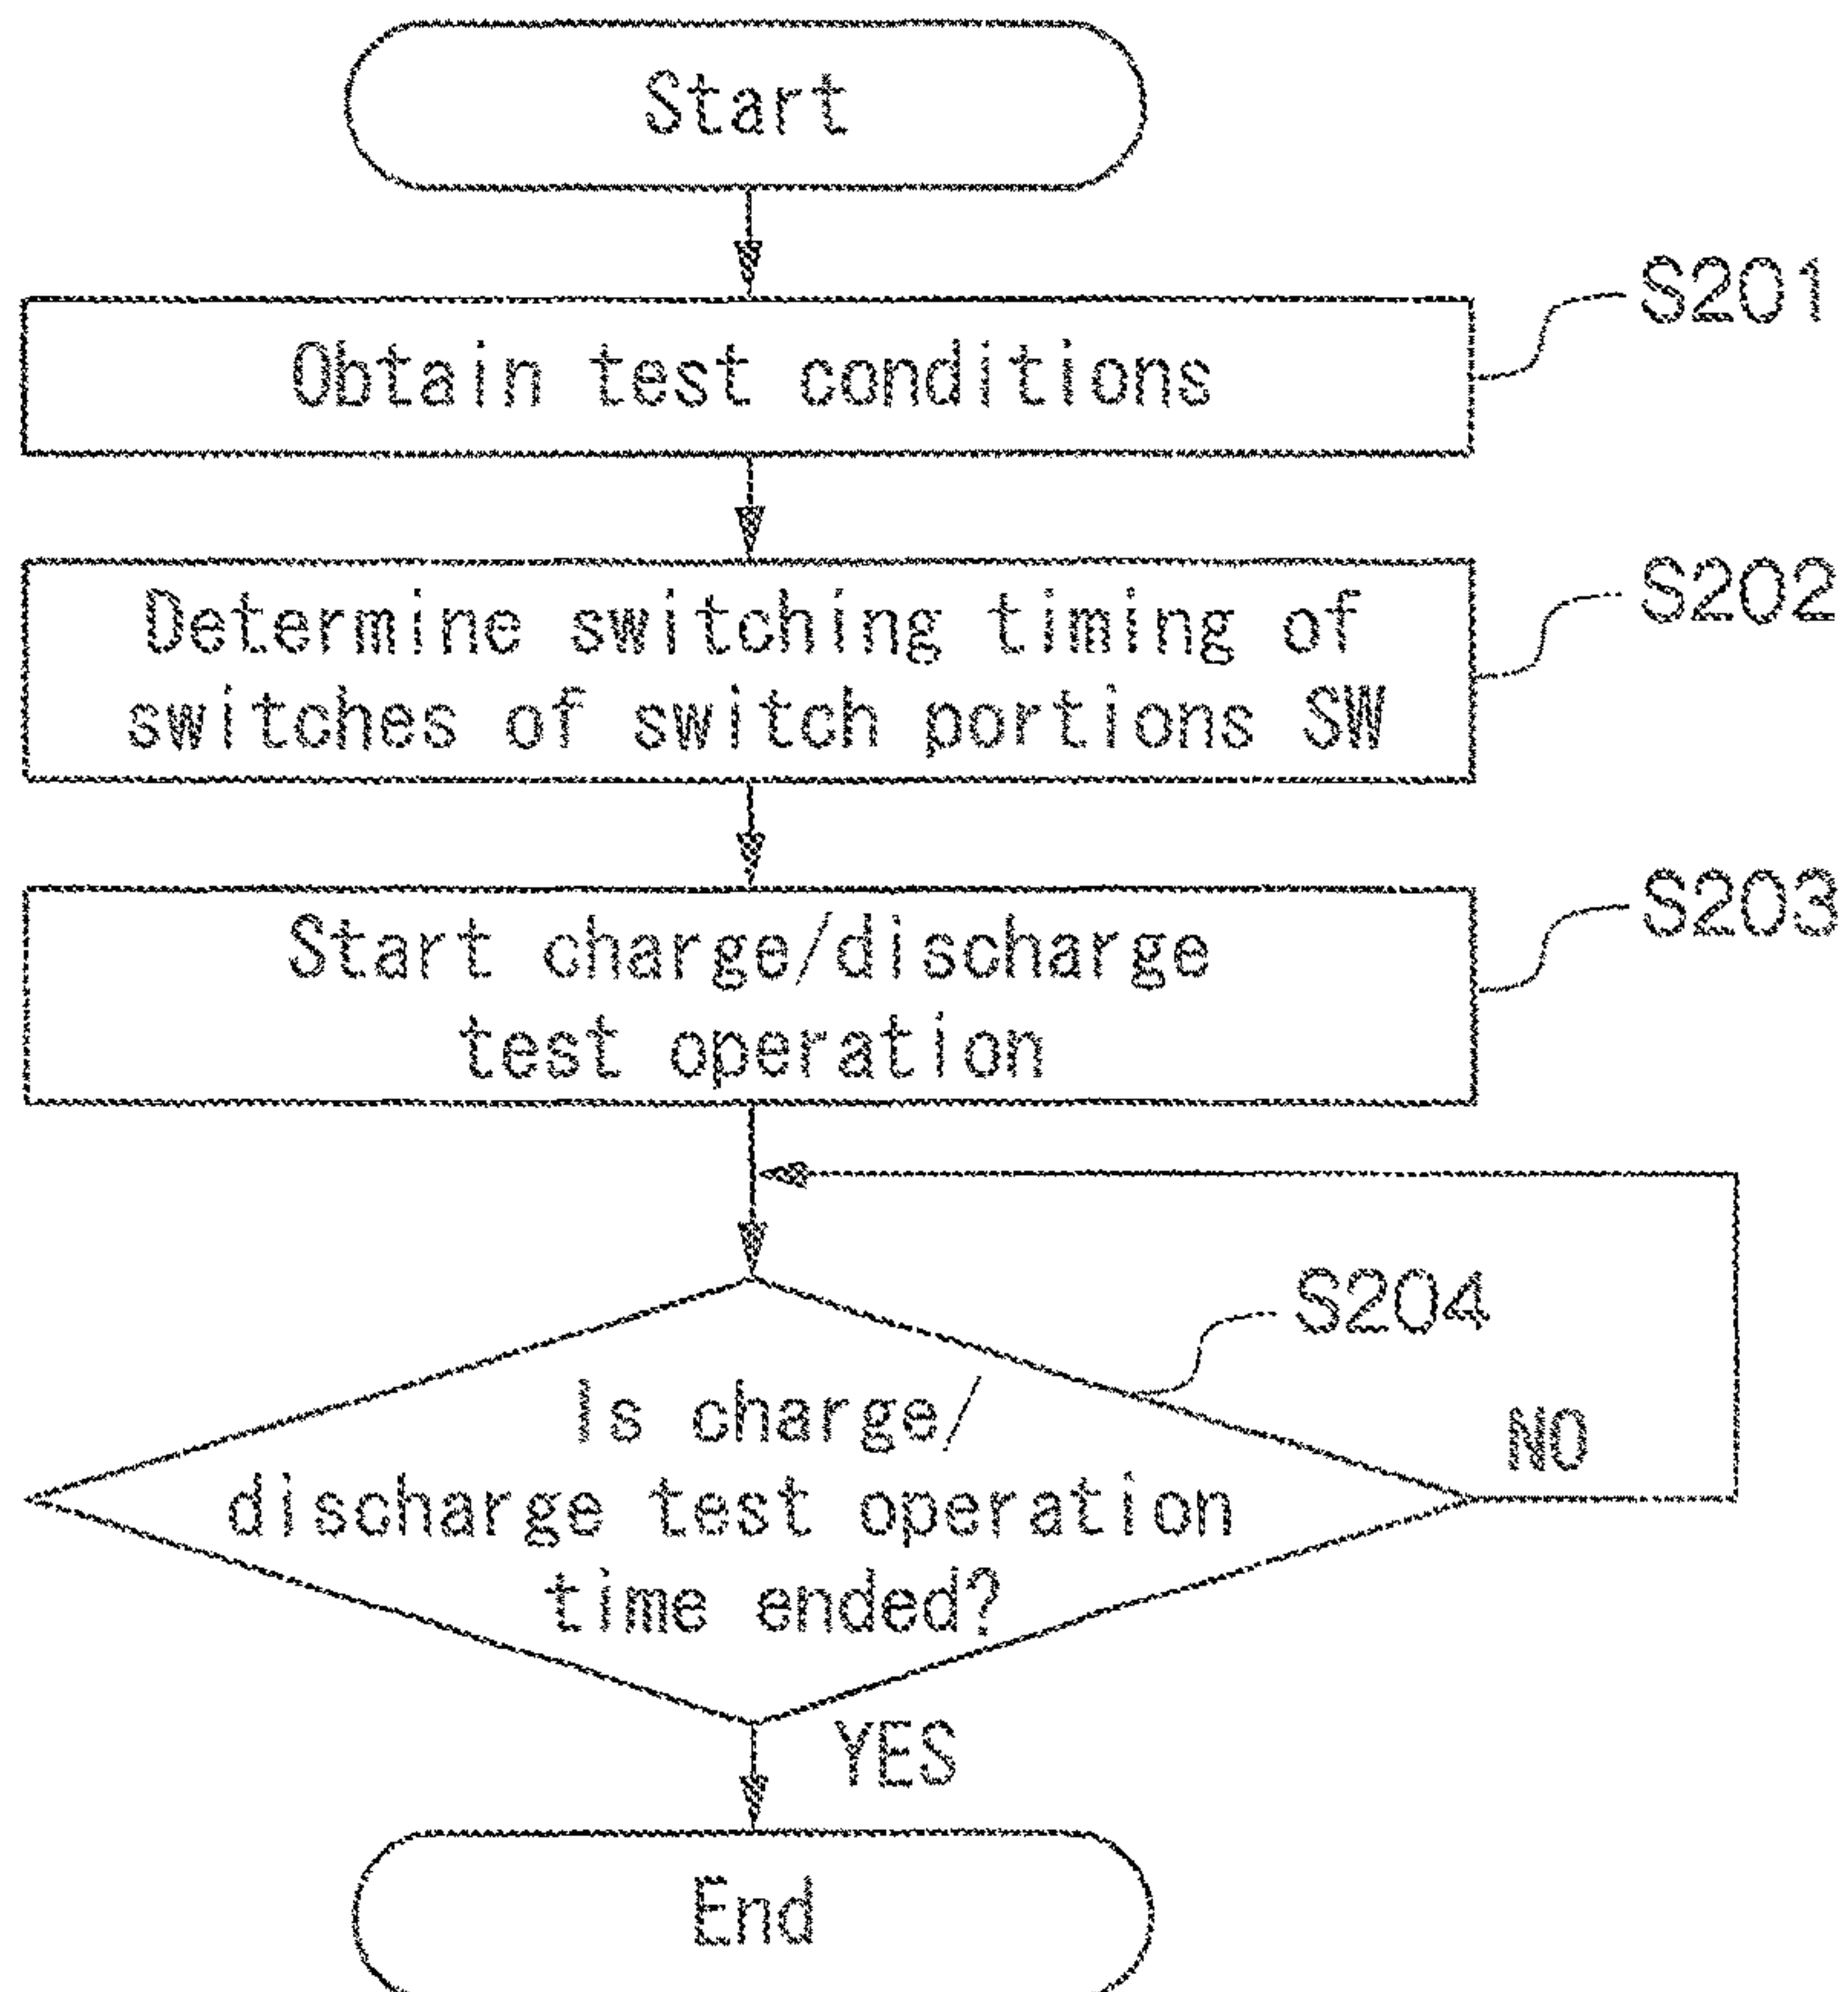 Start
S201
Obtain test conditions
S202
Determine switching timing of
switches of switch portions SW
S203
Start charge/discharge
test operation
S204
Is charge/
discharge test operation
time ended?
NO
YES
End